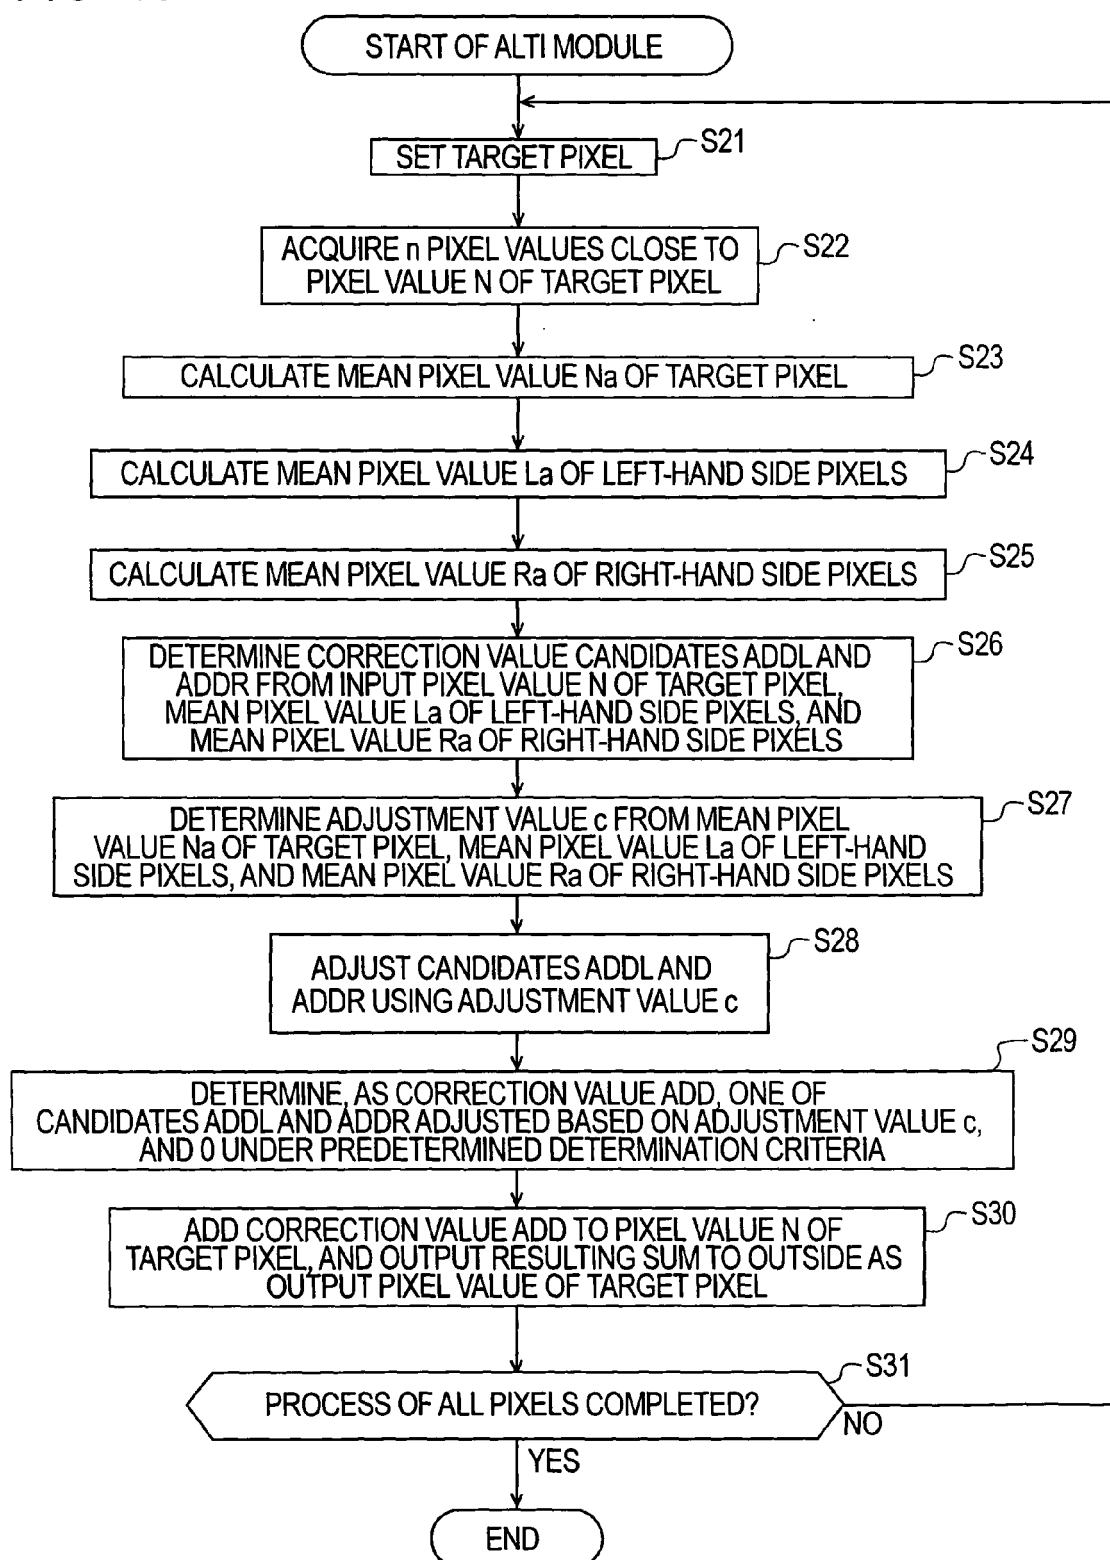 START OF ALTI MODULE
SET TARGET PIXEL
S21
ACQUIRE n PIXEL VALUES CLOSE TO
PIXEL VALUE N OF TARGET PIXEL
S22
CALCULATE MEAN PIXEL VALUE Na OF TARGET PIXEL
S23
CALCULATE MEAN PIXEL VALUE La OF LEFT-HAND SIDE PIXELS
S24
CALCULATE MEAN PIXEL VALUE Ra OF RIGHT-HAND SIDE PIXELS
S25
DETERMINE CORRECTION VALUE CANDIDATES ADDL AND
ADDR FROM INPUT PIXEL VALUE N OF TARGET PIXEL,
MEAN PIXEL VALUE La OF LEFT-HAND SIDE PIXELS, AND
MEAN PIXEL VALUE Ra OF RIGHT-HAND SIDE PIXELS
S26
DETERMINE ADJUSTMENT VALUE c FROM MEAN PIXEL
VALUE Na OF TARGET PIXEL, MEAN PIXEL VALUE La OF LEFT-HAND
SIDE PIXELS, AND MEAN PIXEL VALUE Ra OF RIGHT-HAND SIDE PIXELS
S27
ADJUST CANDIDATES ADDL AND
ADDR USING ADJUSTMENT VALUE c
S28
DETERMINE, AS CORRECTION VALUE ADD, ONE OF
CANDIDATES ADDL AND ADDR ADJUSTED BASED ON ADJUSTMENT VALUE c,
AND 0 UNDER PREDETERMINED DETERMINATION CRITERIA
S29
ADD CORRECTION VALUE ADD TO PIXEL VALUE N OF
TARGET PIXEL, AND OUTPUT RESULTING SUM TO OUTSIDE AS
OUTPUT PIXEL VALUE OF TARGET PIXEL
S30
PROCESS OF ALL PIXELS COMPLETED?
S31
NO
YES
END